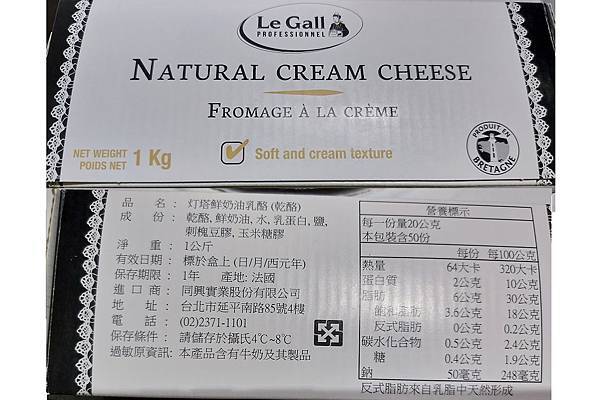 Le Gall
PROFESSIONNEL
NATURAL CREAM CHEESE
FROMAGE À LA CRÈME
NET WEIGHT
POIDS NET
1 Kg
Soft and cream texture
PRODUIT EN
BRETAGNE
品名：灯塔鮮奶油乳酪(乾酪)
成份：乾酪,鮮奶油,水,乳蛋白,鹽,
刺槐豆膠,玉米糖膠
淨重：1公斤
有效日期：標於盒上(日/月/西元年)
保存期限：1年 產地:法國
進口商：同興實業股份有限公司
地址：台北市延平南路85號4樓
電話：(02)2371-1101
保存條件：請儲存於攝氏4℃~8℃
過敏原資訊:本產品含有牛奶及其製品
營養標示
每一份量20公克
本包裝含50份
每份 每100公克
熱量 64大卡 320大卡
蛋白質 2公克 10公克
脂肪 6公克 30公克
飽和脂肪 3.6公克 18公克
反式脂肪 0公克 0.2公克
碳水化合物 0.5公克 2.4公克
糖 0.4公克 1.9公克
鈉 50毫克 248毫克
反式脂肪來自乳脂中天然形成